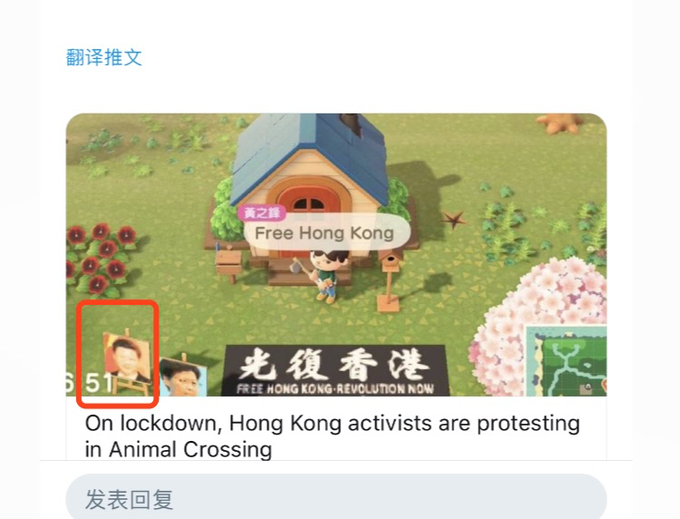 翻译推文
黃之鋒
Free Hong Kong
光復香港
FREE HONG KONG·REVOLUTION NOW
6 51
On lockdown, Hong Kong activists are protesting
in Animal Crossing
发表回复